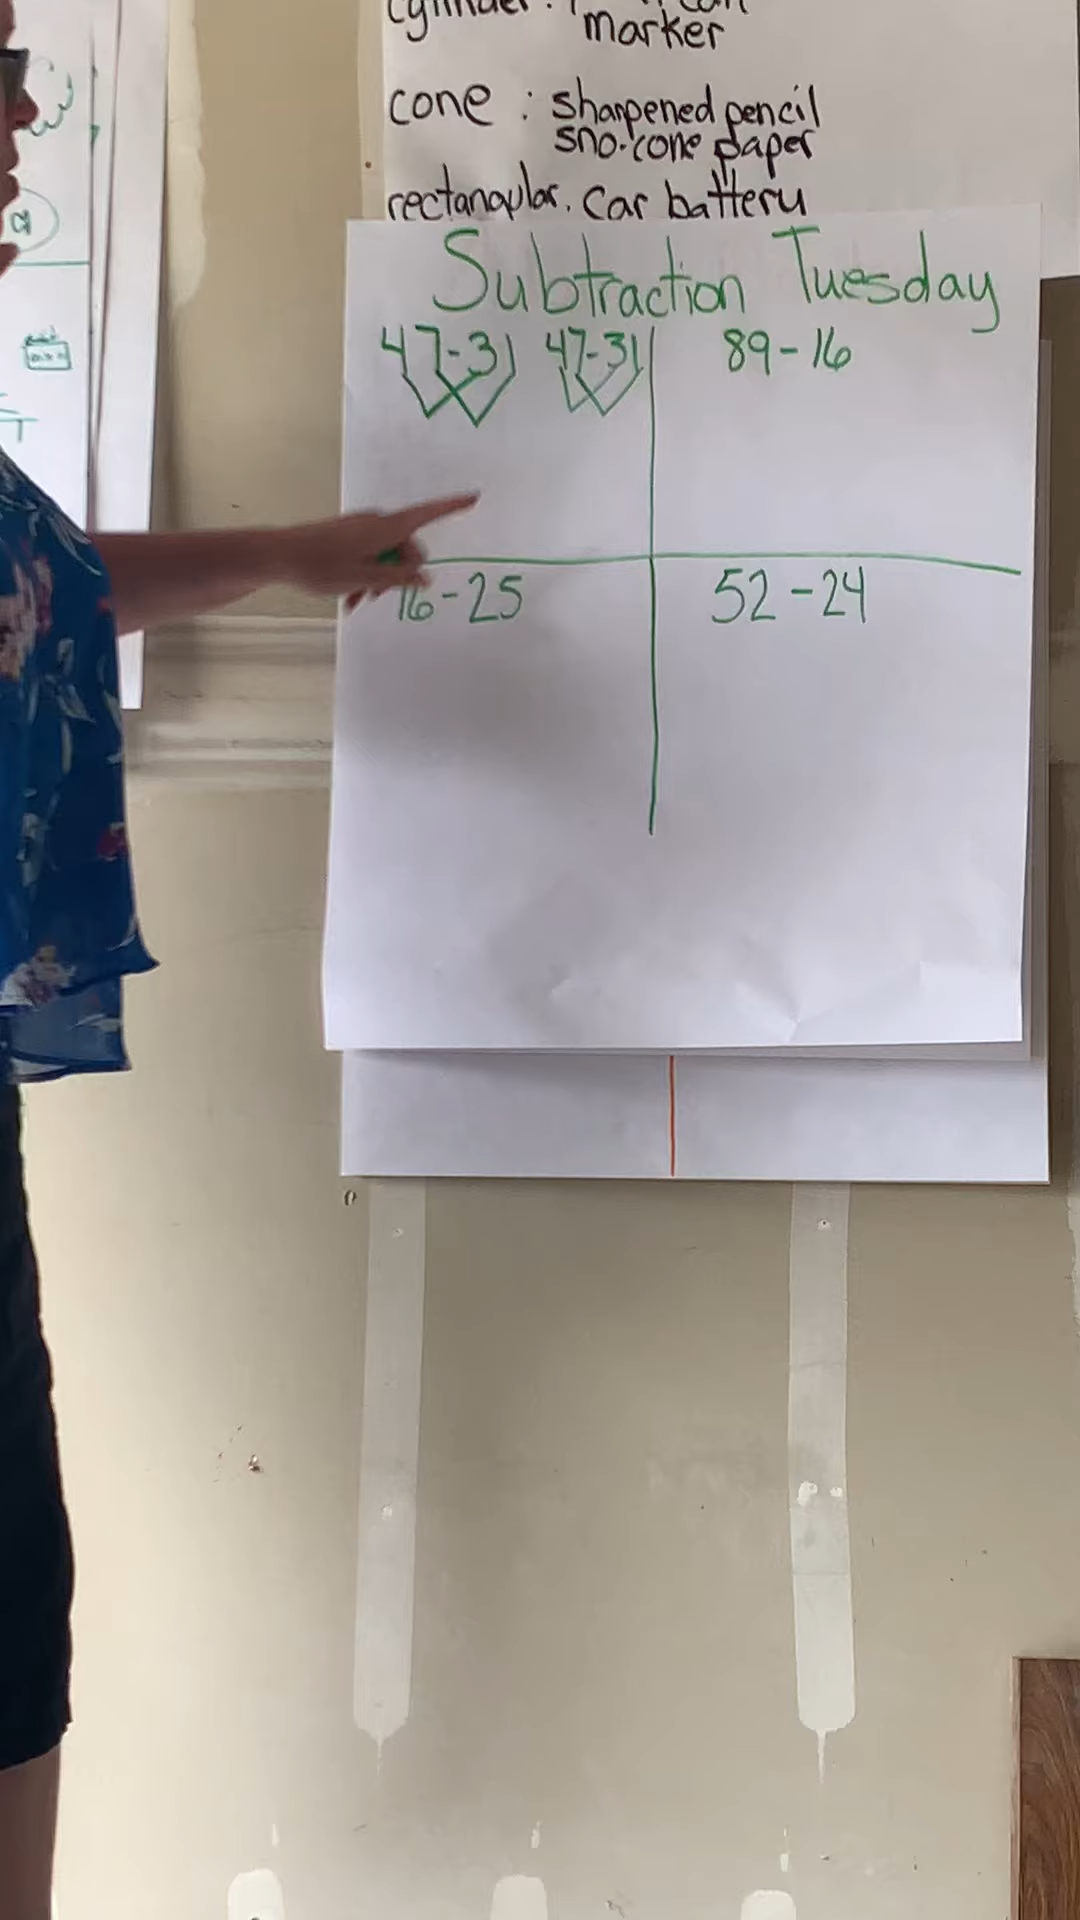 marker
cone : sharpened pencil
sno-cone paper
rectangular. car battery
Subtraction Tuesday
47-31 47-31 89-16
16-25 52-24